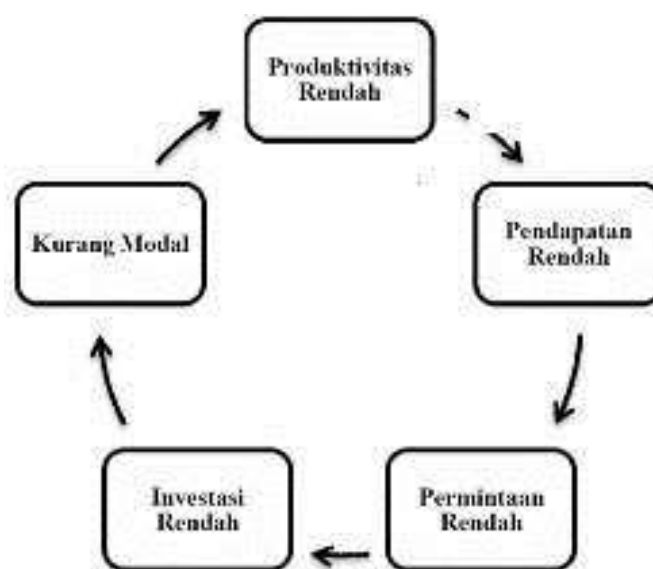 Produktivitas
Rendah
Pendapatan
Rendah
Permintaan
Rendah
Investasi
Rendah
Kurang Modal